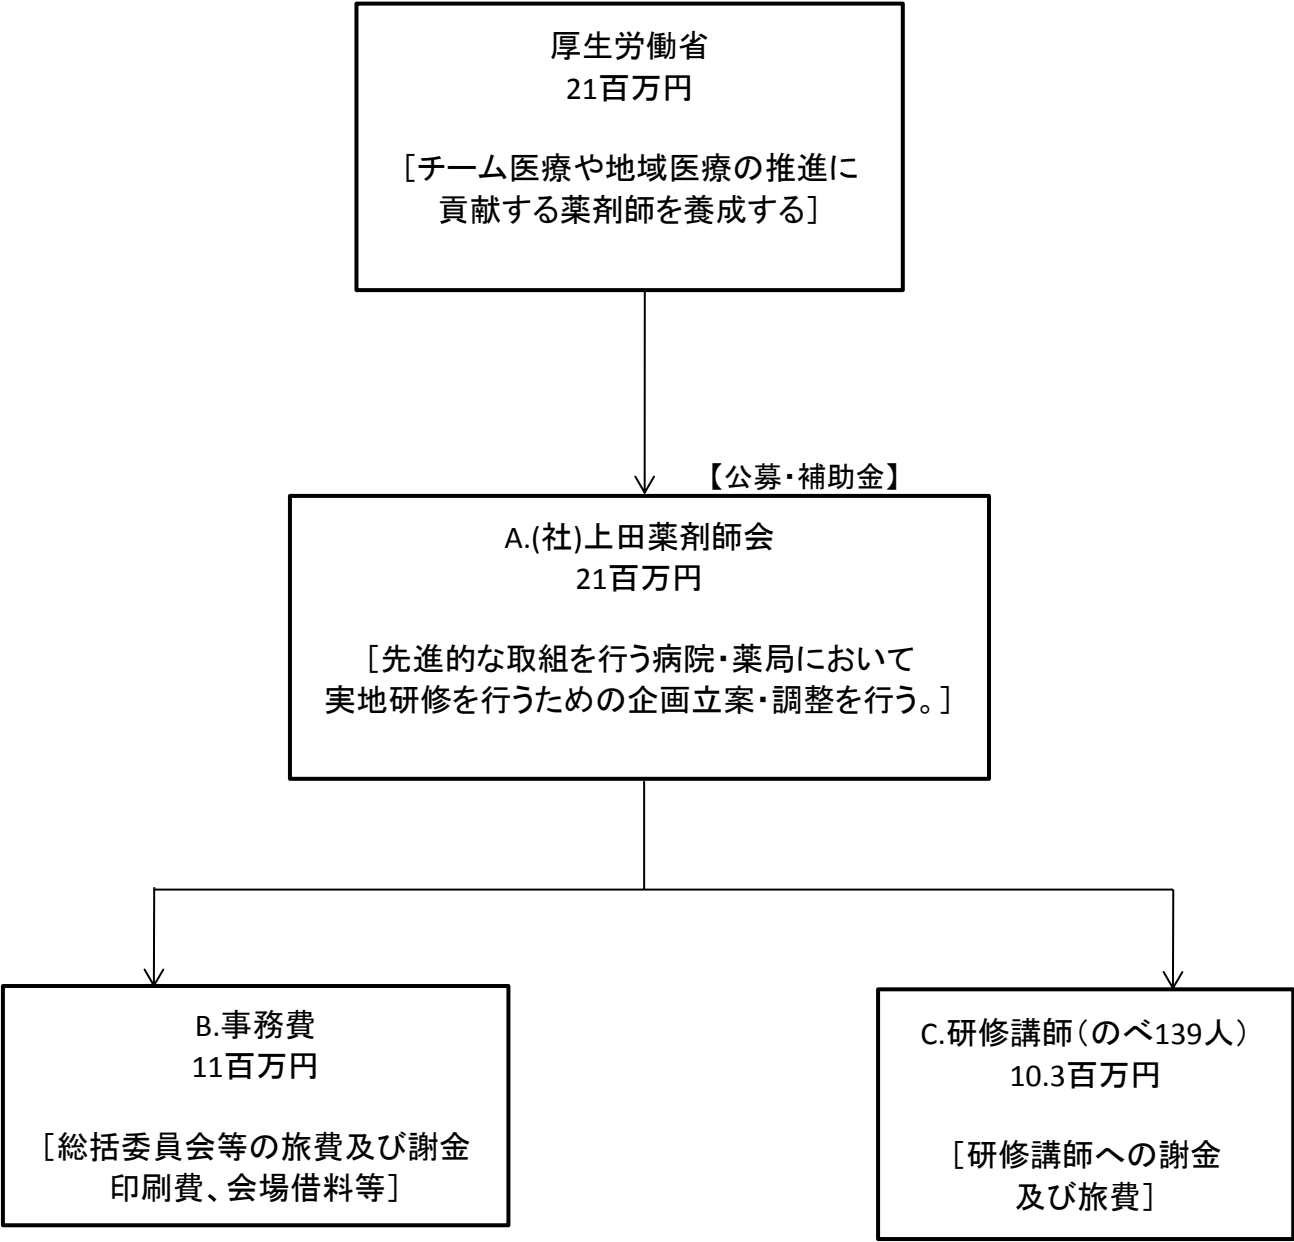 厚生労働省
21百万円
［チーム医療や地域医療の推進に
貢献する薬剤師を養成する］
【公募・補助金】
A.(社)上田薬剤師会
21百万円
［先進的な取組を行う病院・薬局において
実地研修を行うための企画立案・調整を行う。］
B.事務費
11百万円
［総括委員会等の旅費及び謝金
印刷費、会場借料等］
C.研修講師（のべ139人）
10.3百万円
［研修講師への謝金
及び旅費］